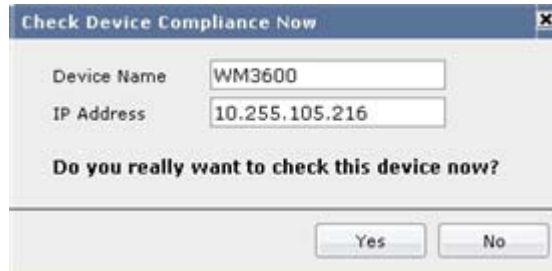 Check Device Compliance Now
Device Name WM3600
IP Address 10.255.105.216
Do you really want to check this device now?
Yes No